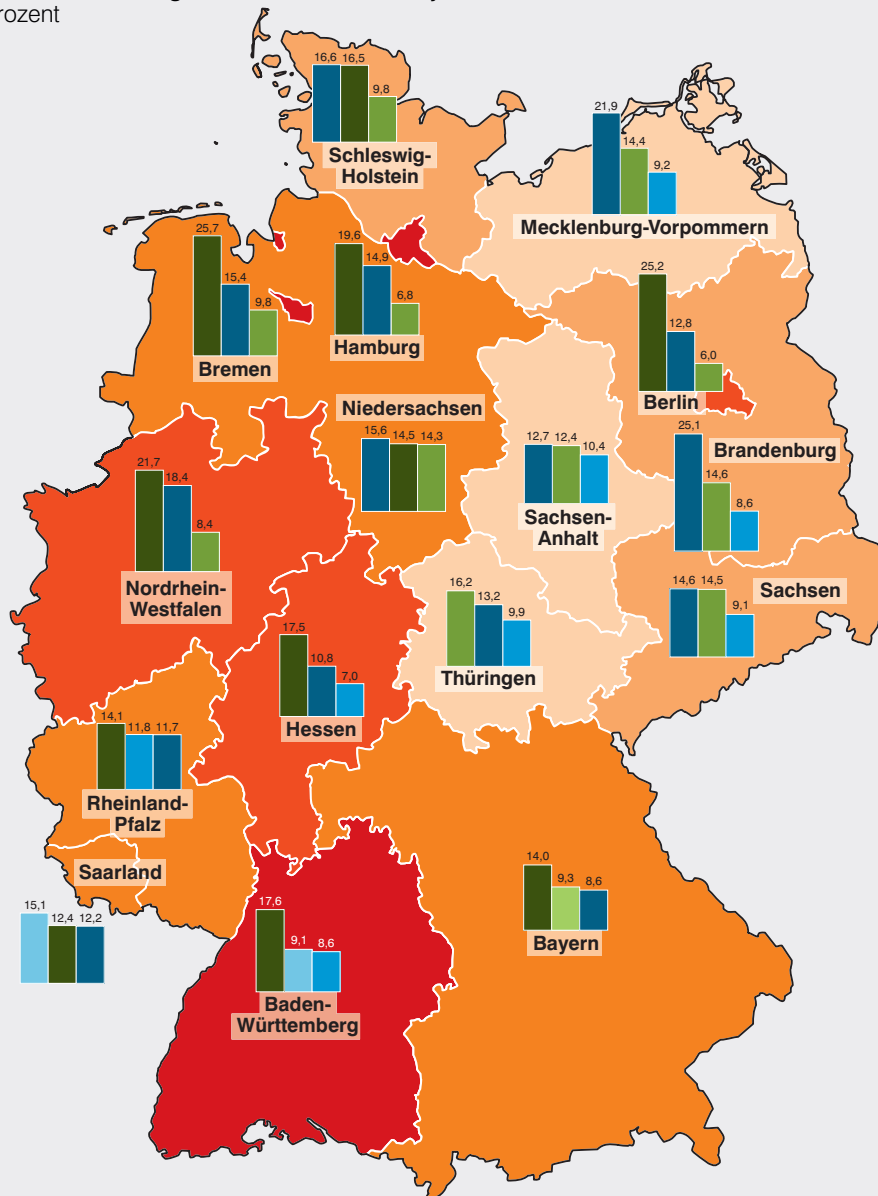 rozent
16,6 16,5 9,8
Schleswig-
Holstein
21,9 14,4 9,2
Mecklenburg-Vorpommern
25,7 15,4 9,8
Bremen
19,6 14,9 6,8
Hamburg
25,2 12,8 6,0
Berlin
Niedersachsen
15,6 14,5 14,3
12,7 12,4 10,4
Sachsen-
Anhalt
Brandenburg
25,1 14,6 8,6
21,7 18,4 8,4
Nordrhein-
Westfalen
Sachsen
14,6 14,5 9,1
17,5 10,8 7,0
Hessen
16,2 13,2 9,9
Thüringen
14,1 11,8 11,7
Rheinland-
Pfalz
Saarland
15,1 12,4 12,2
17,6 9,1 8,6
Baden-
Württemberg
14,0 9,3 8,6
Bayern